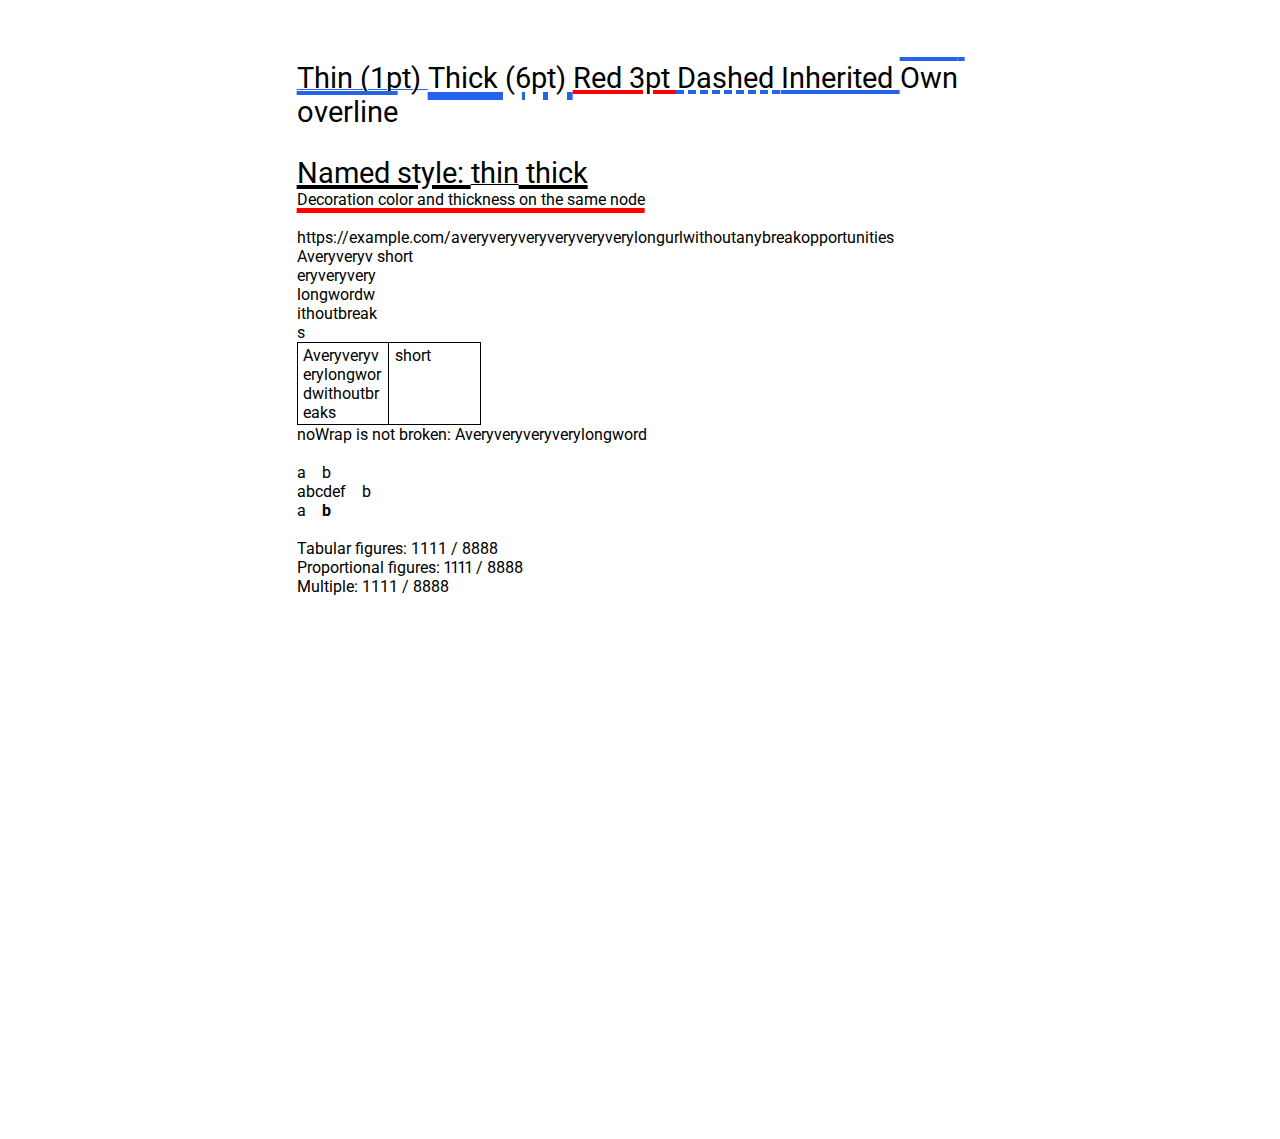 Thin (1pt) Thick (6pt) Red 3pt Dashed Inherited Own
overline
Named style: thin thick
Decoration color and thickness on the same node
https://example.com/averyveryveryveryveryverylongurlwithoutanybreakopportunities
Averyveryv short
eryveryvery
longwordw
ithoutbreak
s
Averyveryv short
erylongwor
dwithoutbr
eaks
noWrap is not broken: Averyveryveryverylongword
a b
abcdef b
a b
Tabular figures: 1111 / 8888
Proportional figures: 1111 / 8888
Multiple: 1111 / 8888